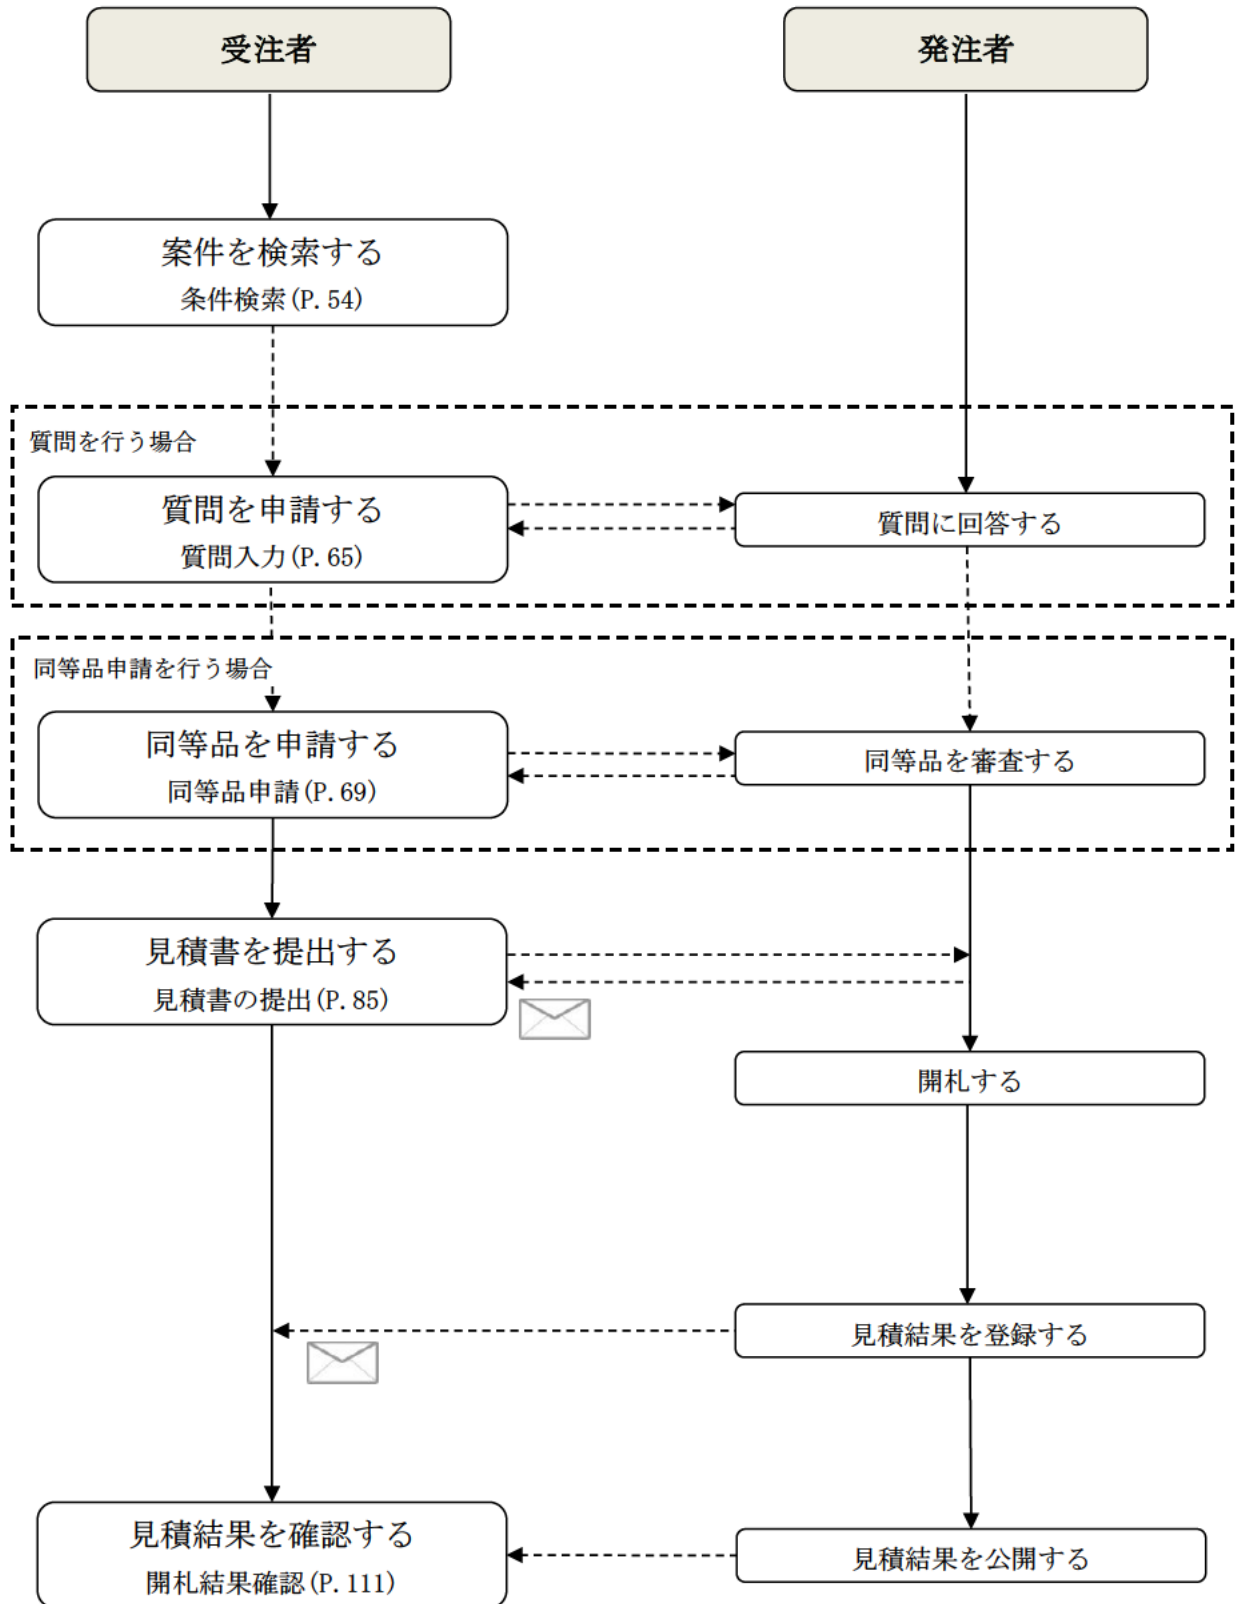 受注者
発注者
案件を検索する
条件検索(P.54)
質問を行う場合
質問を申請する
質問入力(P.65)
質問に回答する
同等品申請を行う場合
同等品を申請する
同等品申請(P.69)
同等品を審査する
見積書を提出する
見積書の提出(P.85)
開札する
見積結果を登録する
見積結果を確認する
開札結果確認(P.111)
見積結果を公開する